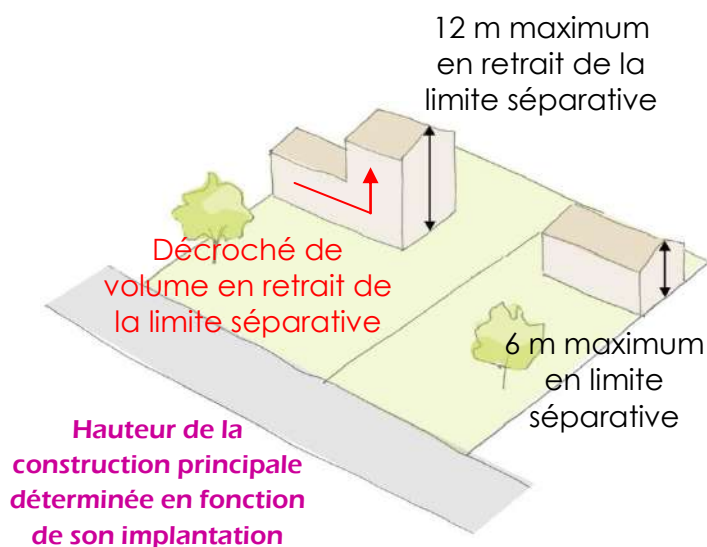 12 m maximum
en retrait de la
limite séparative
Décroché de
volume en retrait de
la limite séparative
6 m maximum
en limite
séparative
Hauteur de la
construction principale
déterminée en fonction
de son implantation